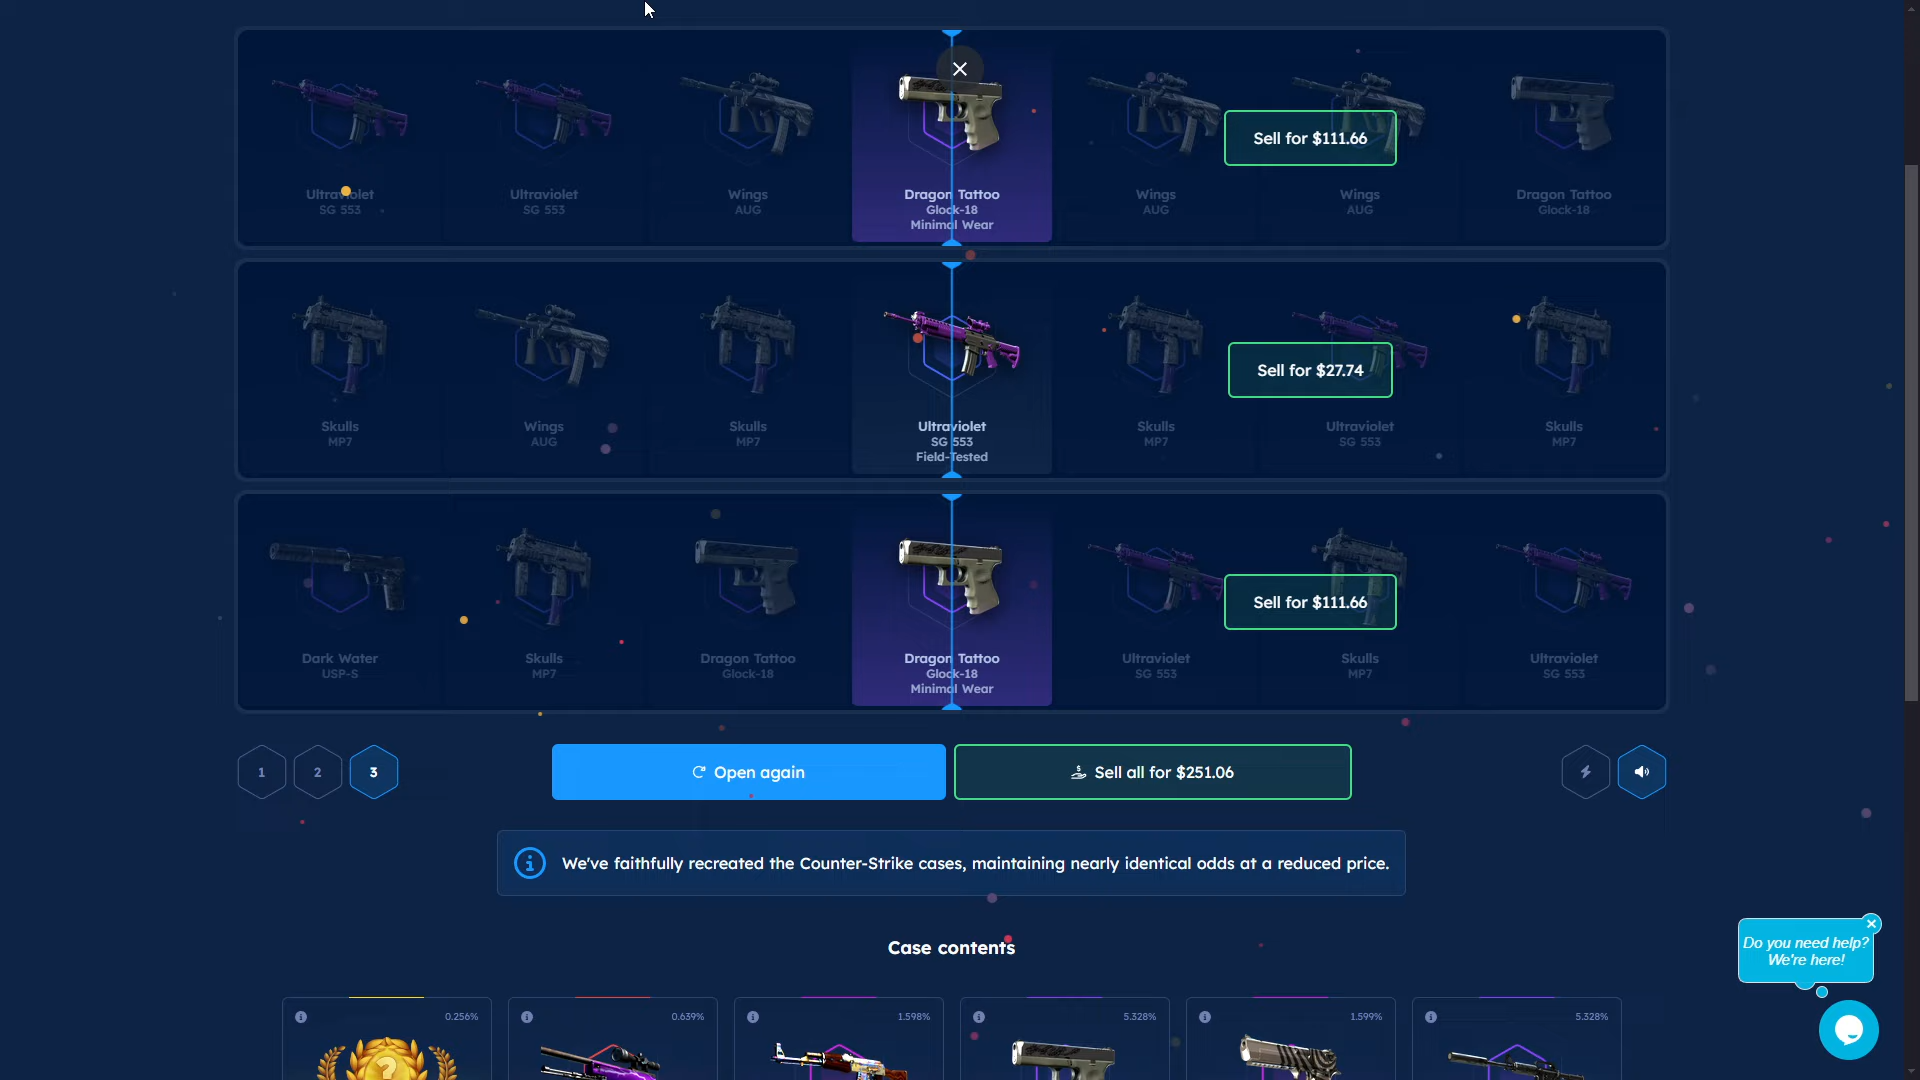 Ultraviolet
SG 553
Ultraviolet
SG 553
Wings
AUG
Dragon Tattoo
Glock-18
Minimal Wear
Wings
AUG
Wings
AUG
Dragon Tattoo
Glock-18
Sell for $111.66
Skulls
MP7
Wings
AUG
Skulls
MP7
Ultraviolet
SG 553
Field-Tested
Skulls
MP7
Ultraviolet
SG 553
Skulls
MP7
Sell for $27.74
Dark Water
USP-S
Skulls
MP7
Dragon Tattoo
Glock-18
Dragon Tattoo
Glock-18
Minimal Wear
Ultraviolet
SG 553
Skulls
MP7
Ultraviolet
SG 553
Sell for $111.66
1
2
3
Open again
Sell all for $251.06
We've faithfully recreated the Counter-Strike cases, maintaining nearly identical odds at a reduced price.
Do you need help?
We're here!
Case contents
0.256%
0.639%
1.598%
5.328%
1.599%
5.328%
?